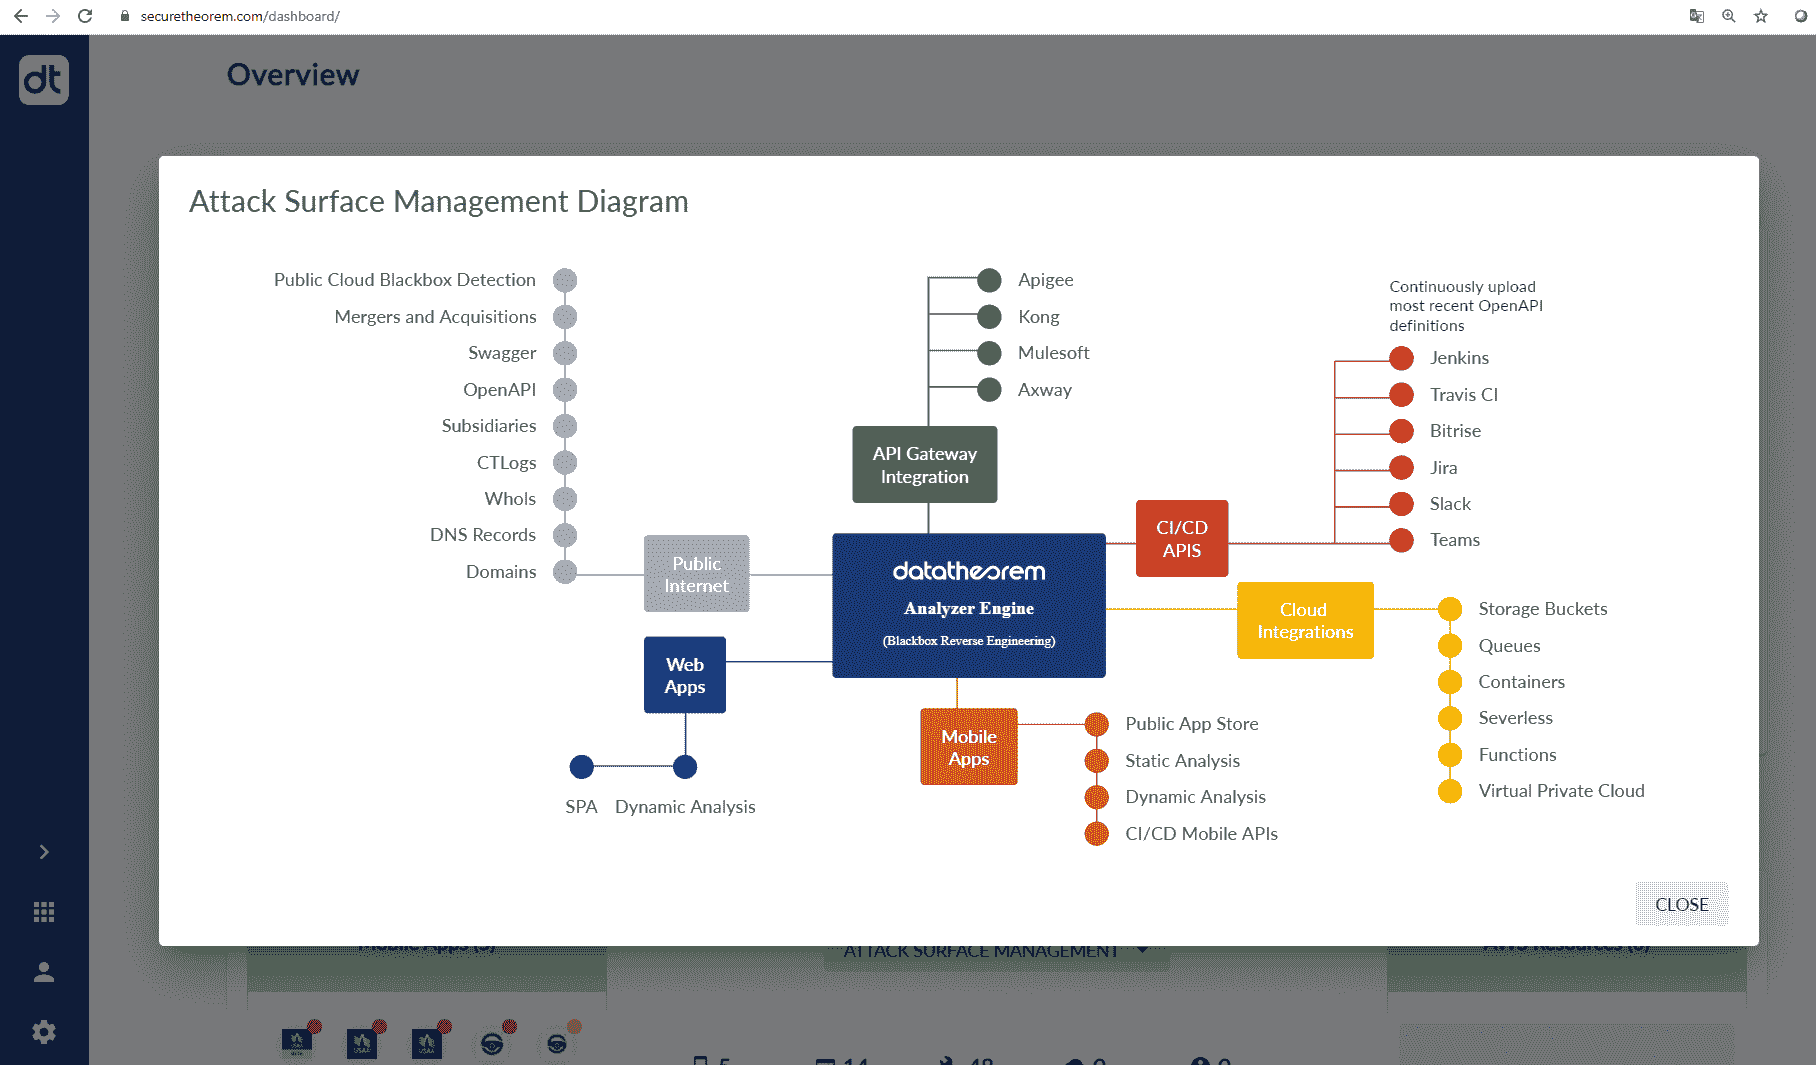 securetheorem.com/dashboard/
dt
Overview
Attack Surface Management Diagram
Public Cloud Blackbox Detection
Mergers and Acquisitions
Swagger
OpenAPI
Subsidiaries
CTLogs
WhoIs
DNS Records
Domains
Public
Internet
Apigee
Kong
Mulesoft
Axway
API Gateway
Integration
Continuously upload
most recent OpenAPI
definitions
Jenkins
Travis CI
Bitrise
Jira
Slack
Teams
CI/CD
APIS
datatheorem
Analyzer Engine
(Blackbox Reverse Engineering)
Cloud
Integrations
Storage Buckets
Queues
Containers
Severless
Functions
Virtual Private Cloud
Web
Apps
SPA
Dynamic Analysis
Mobile
Apps
Public App Store
Static Analysis
Dynamic Analysis
CI/CD Mobile APIs
CLOSE
Mobile Apps
ATTACK SURFACE MANAGEMENT
Resources
USAA
USAA
USAA
5
14
48
0
0